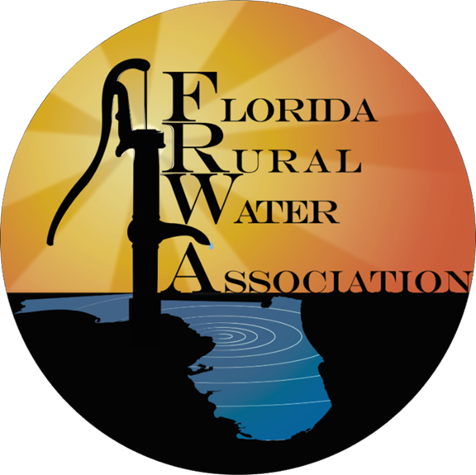 FLORIDA
RURAL
WATER
ASSOCIATION